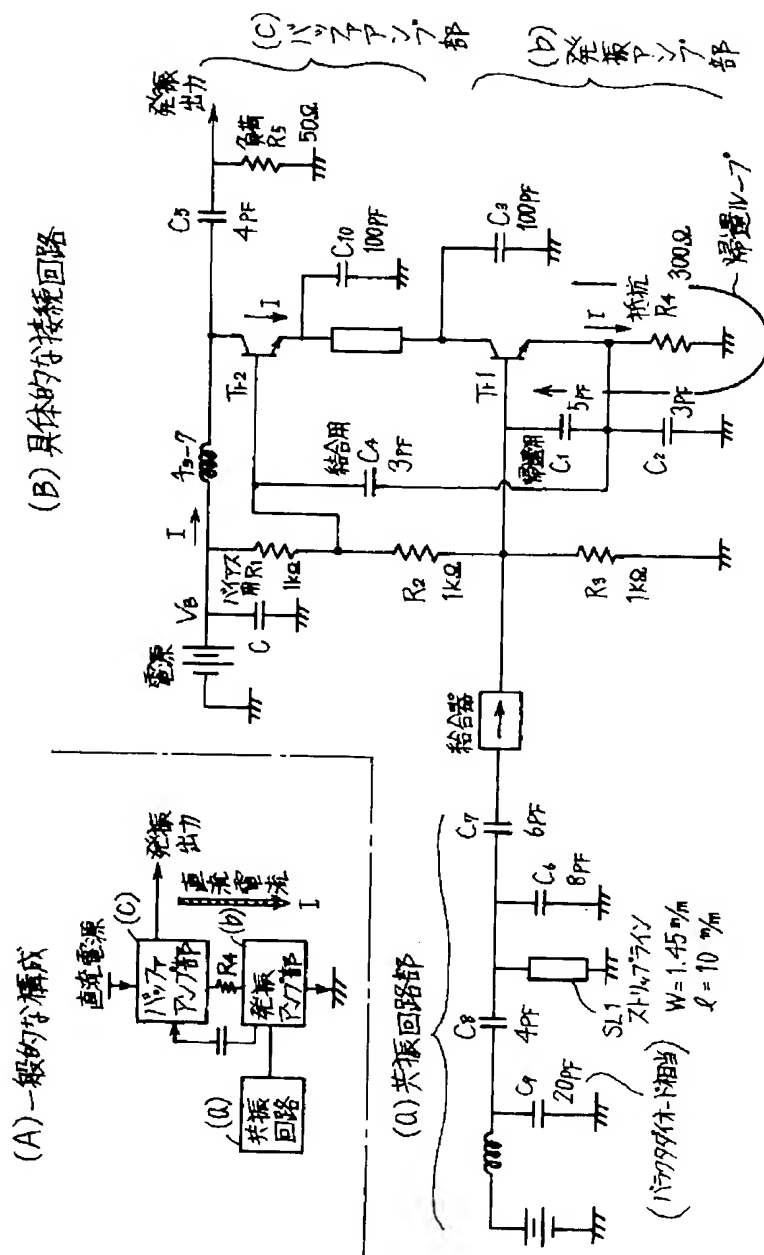 (A)一般的な構成
直流電源
(C)
バッファ
アンプ部
発振出力
R4
直流電流
I
(b)
発振
アンプ部
(a)
共振
回路
(B) 具体的な接続回路
電源
VB
C
I
チョーク
バイアス用R1
1kΩ
R2
1kΩ
R3
1kΩ
結合用
C4
3PF
Tr2
I
C5
4PF
発振
出力
負荷
R5
50Ω
C10
100PF
(C)
バッファアンプ部
C3
100PF
Tr1
帰還用
C1
5PF
C2
3PF
I
抵抗
R4
300Ω
帰還ループ
(b)
発振アンプ部
結合器
(a)共振回路部
C7
6PF
C6
8PF
SL1
ストリップライン
W=1.45m/m
ℓ=10m/m
C8
4PF
C9
20PF
(バラクタダイオード相当)